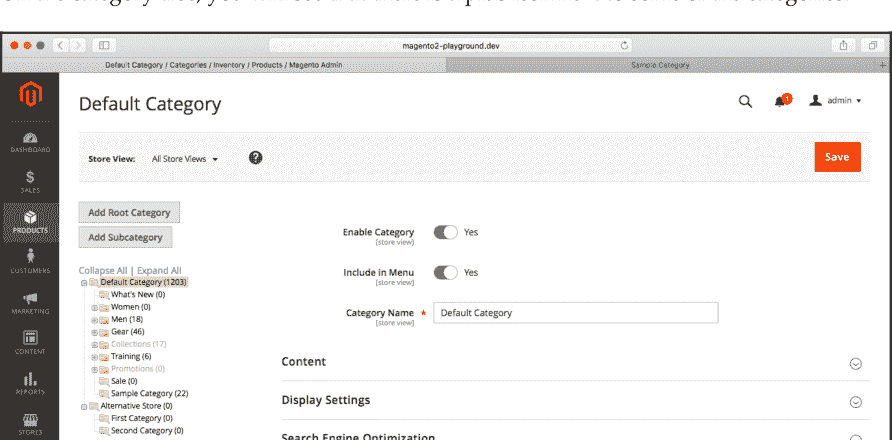 magento2-playground.dev
Default Category / Categories / Inventory / Products / Magento Admin
Sample Category
Default Category
1
admin
DASHBOARD
SALES
PRODUCTS
CUSTOMERS
MARKETING
CONTENT
REPORTS
STORES
Store View: All Store Views
?
Save
Add Root Category
Add Subcategory
Collapse All | Expand All
Default Category (1203)
What's New (0)
Women (0)
Men (18)
Gear (46)
Collections (17)
Training (6)
Promotions (0)
Sale (0)
Sample Category (22)
Alternative Store (0)
First Category (0)
Second Category (0)
Enable Category Yes
[store view]
Include in Menu Yes
[store view]
Category Name * Default Category
[store view]
Content
Display Settings
Search Engine Optimization